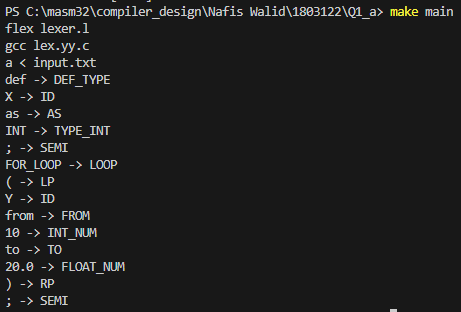 PS C:\masm32\compiler_design\Nafis Walid\1803122\Q1_a> make main
flex lexer.l
gcc lex.yy.c
a < input.txt
def -> DEF_TYPE
X -> ID
as -> AS
INT -> TYPE_INT
; -> SEMI
FOR_LOOP -> LOOP
( -> LP
Y -> ID
from -> FROM
10 -> INT_NUM
to -> TO
20.0 -> FLOAT_NUM
) -> RP
; -> SEMI